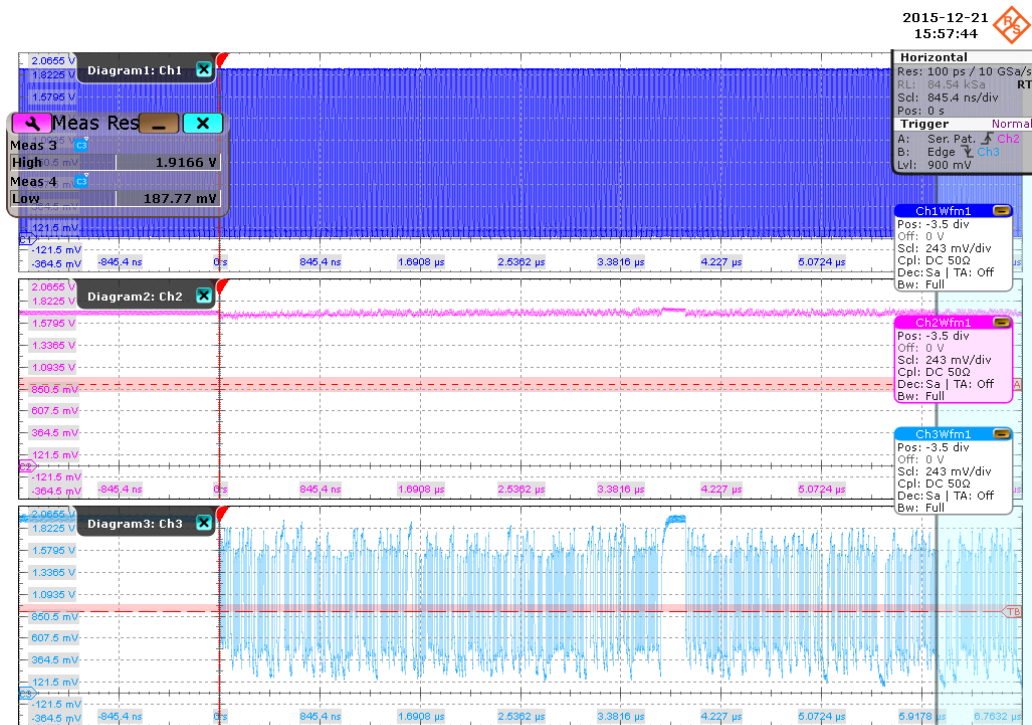 2015-12-21
15:57:44
R S
Horizontal
Res: 100 ps / 10 GSa/s
RT
RL: 84.54 kSa
Scl: 845.4 ns/div
Pos: 0 s
Trigger Normal
A: Ser. Pat. Ch2
B: Edge Ch3
Lvl: 900 mV
2.0655 V
Diagram1: Ch1
1.8225 V
1.5795 V
Meas Res
Meas 3
High 1.9166 V
Meas 4
Low 187.77 mV
121.5 mV
C1
-121.5 mV
-364.5 mV
-845.4 ns
0 s
845.4 ns
1.6908 µs
2.5362 µs
3.3816 µs
4.227 µs
5.0724 µs
Ch1Wfm1
Pos: -3.5 div
Off: 0 V
Scl: 243 mV/div
Cpl: DC 50Ω
Dec: Sa | TA: Off
Bw: Full
2.0655 V
Diagram2: Ch2
1.8225 V
1.5795 V
1.3365 V
1.0935 V
850.5 mV
607.5 mV
364.5 mV
121.5 mV
C2
-121.5 mV
-364.5 mV
-845.4 ns
0 s
845.4 ns
1.6908 µs
2.5362 µs
3.3816 µs
4.227 µs
5.0724 µs
A
Ch2Wfm1
Pos: -3.5 div
Off: 0 V
Scl: 243 mV/div
Cpl: DC 50Ω
Dec: Sa | TA: Off
Bw: Full
Ch3Wfm1
Pos: -3.5 div
Off: 0 V
Scl: 243 mV/div
Cpl: DC 50Ω
Dec: Sa | TA: Off
Bw: Full
2.0655 V
Diagram3: Ch3
1.8225 V
1.5795 V
1.3365 V
1.0935 V
850.5 mV
607.5 mV
364.5 mV
121.5 mV
C3
-121.5 mV
-364.5 mV
-845.4 ns
0 s
845.4 ns
1.6908 µs
2.5362 µs
3.3816 µs
4.227 µs
5.0724 µs
5.9178 µs
6.7632 µs
TB